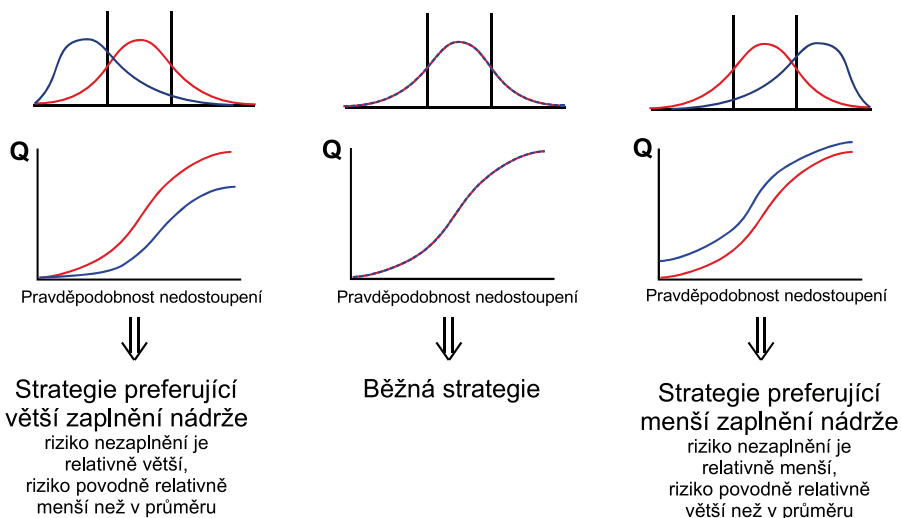 Q
Pravděpodobnost nedostoupení
Strategie preferující
větší zaplnění nádrže
riziko nezaplnění je
relativně větší,
riziko povodně relativně
menší než v průměru
Q
Pravděpodobnost nedostoupení
Běžná strategie
Q
Pravděpodobnost nedostoupení
Strategie preferující
menší zaplnění nádrže
riziko nezaplnění je
relativně menší,
riziko povodně relativně
větší než v průměru